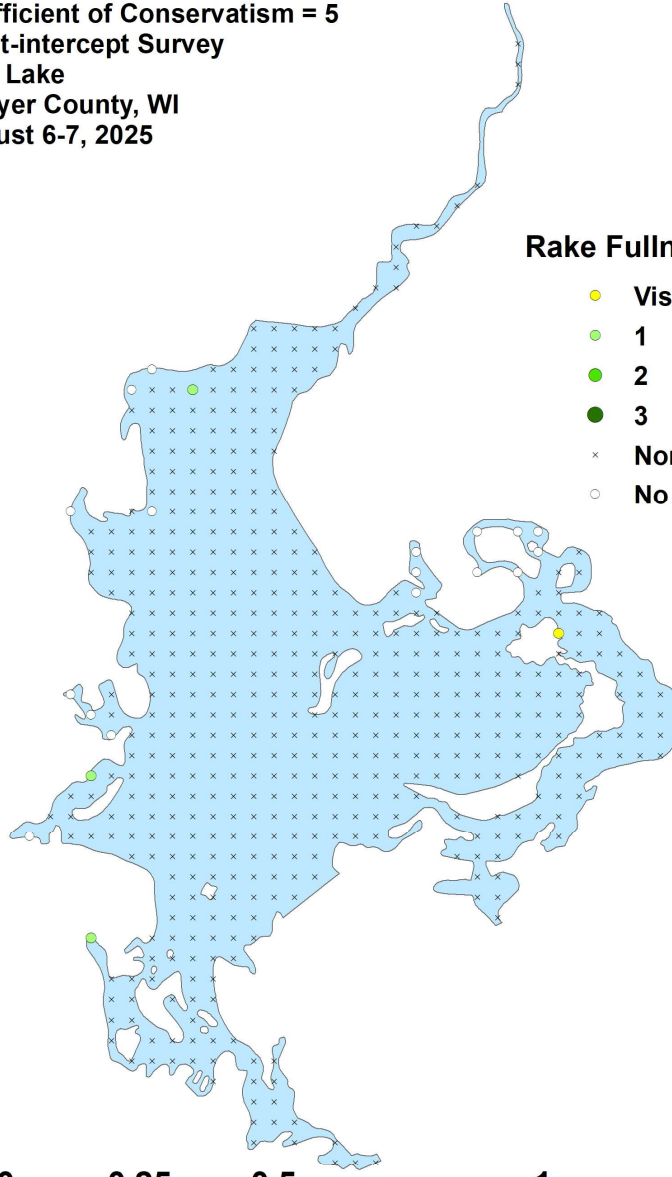 fficient of Conservatism = 5
t-intercept Survey
Lake
yer County, WI
ust 6-7, 2025
Rake Fulln
Vis
1
2
3
Non
No
0.25
0.5
1